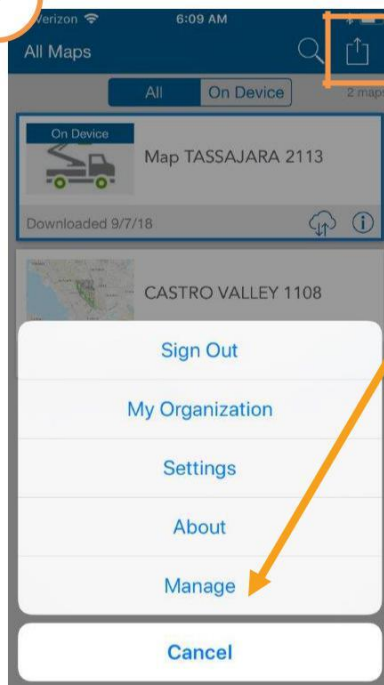 Verizon 6:09 AM
All Maps
All On Device 2 maps
On Device
Map TASSAJARA 2113
Downloaded 9/7/18
CASTRO VALLEY 1108
Sign Out
My Organization
Settings
About
Manage
Cancel